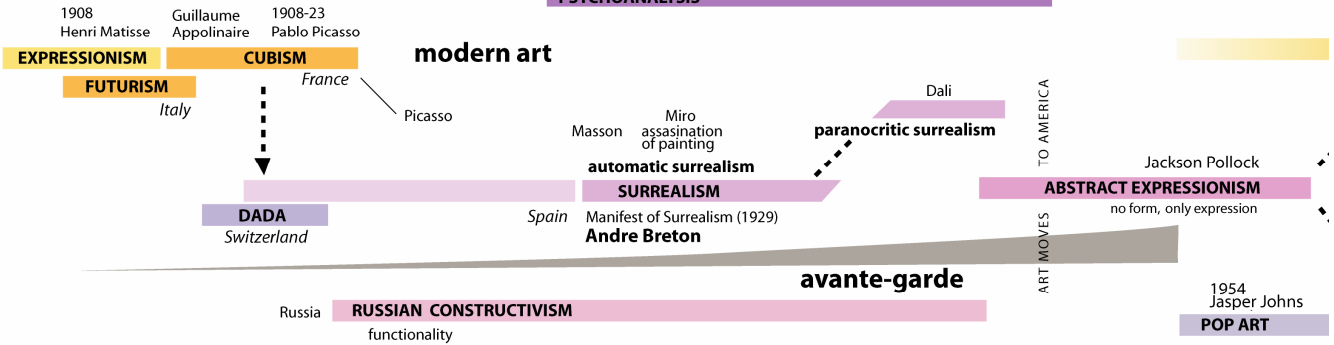 PSYCHOANALYSIS
1908
Henri Matisse
Guillaume
Appolinaire
1908-23
Pablo Picasso
EXPRESSIONISM
CUBISM
modern art
FUTURISM
France
Italy
Picasso
Dali
paranocritic surrealism
Masson
Miro
assasination
of painting
automatic surrealism
SURREALISM
ART MOVES TO AMERICA
Jackson Pollock
ABSTRACT EXPRESSIONISM
no form, only expression
DADA
Switzerland
Spain
Manifest of Surrealism (1929)
Andre Breton
avante-garde
Russia
RUSSIAN CONSTRUCTIVISM
functionality
1954
Jasper Johns
POP ART